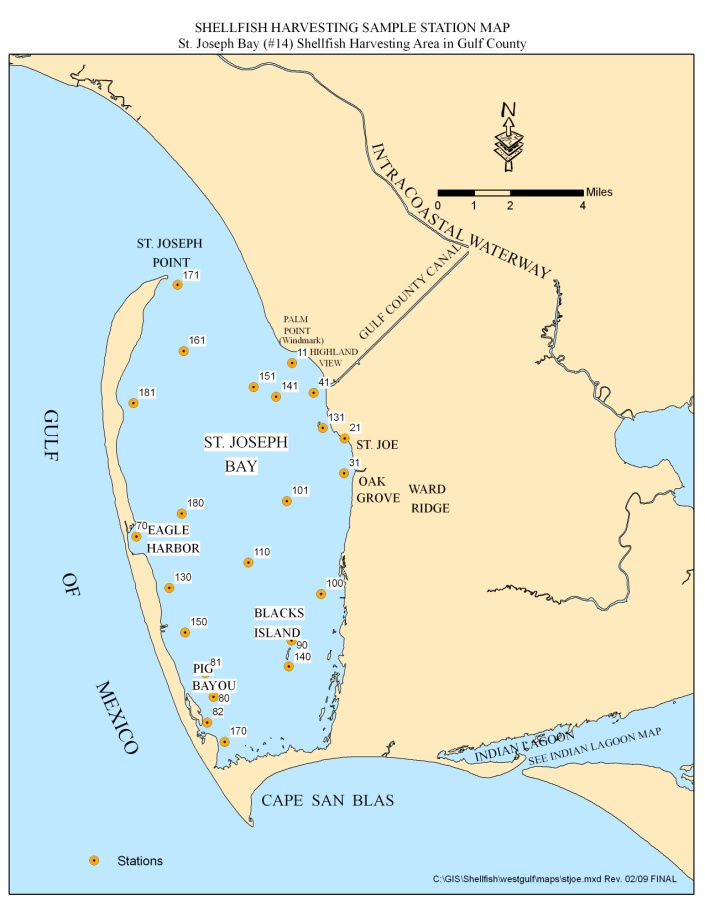 SHELLFISH HARVESTING SAMPLE STATION MAP
St. Joseph Bay (#14) Shellfish Harvesting Area in Gulf County
N
Miles
0 1 2 4
INTRACOASTAL WATERWAY
GULF COUNTY CANAL
ST. JOSEPH
POINT
171
PALM
POINT
(Windmark)
161
11
HIGHLAND
VIEW
151
141
41
181
131
21
ST. JOSEPH
BAY
ST. JOE
31
OAK
GROVE
WARD
RIDGE
101
180
70
EAGLE
HARBOR
110
130
100
BLACKS
ISLAND
150
90
140
81
PIG
BAYOU
80
82
170
GULF
OF
MEXICO
INDIAN LAGOON
SEE INDIAN LAGOON MAP
CAPE SAN BLAS
Stations
C:\GIS\Shellfish\westgulf\maps\stjoe.mxd Rev. 02/09 FINAL